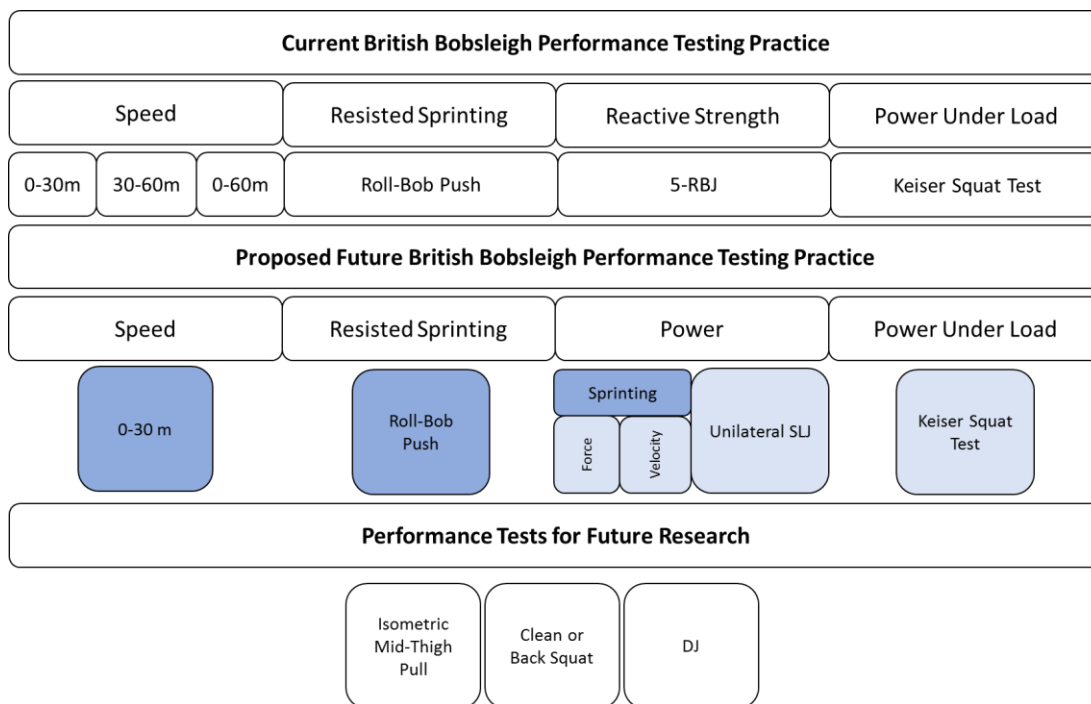 Current British Bobsleigh Performance Testing Practice
Speed
Resisted Sprinting
Reactive Strength
Power Under Load
0-30m
30-60m
0-60m
Roll-Bob Push
5-RBJ
Keiser Squat Test
Proposed Future British Bobsleigh Performance Testing Practice
Speed
Resisted Sprinting
Power
Power Under Load
0-30 m
Roll-Bob
Push
Sprinting
Force
Velocity
Unilateral SLJ
Keiser Squat
Test
Performance Tests for Future Research
Isometric
Mid-Thigh
Pull
Clean or
Back Squat
DJ